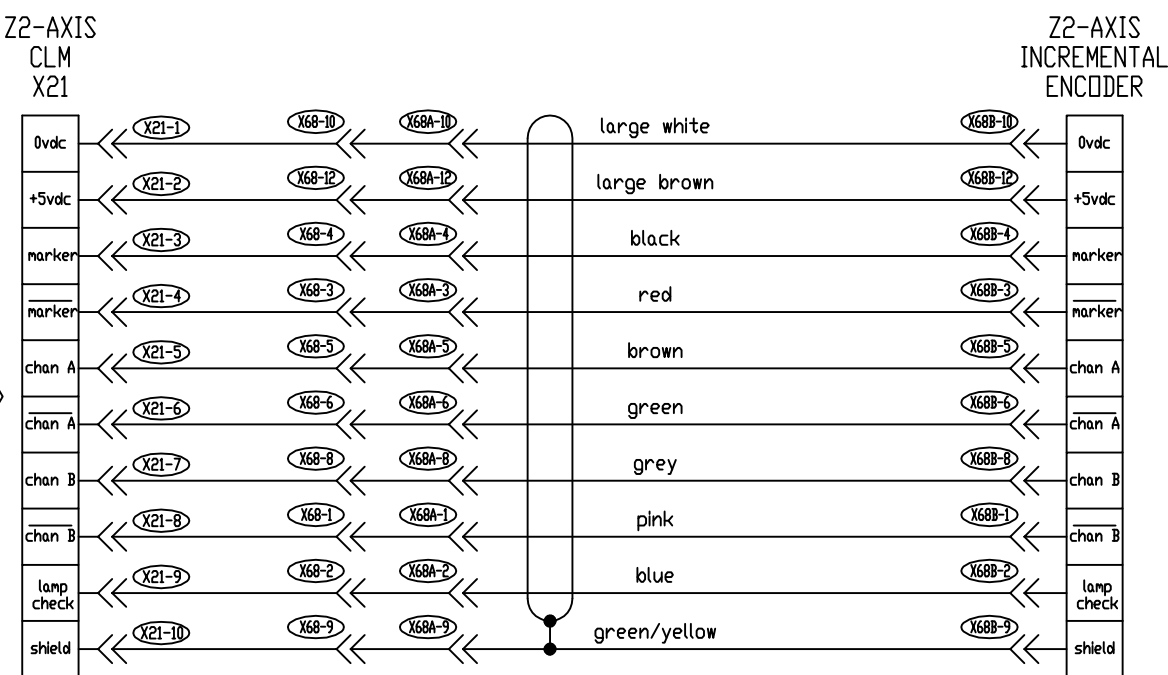 Z2-AXIS
CLM
X21
Z2-AXIS
INCREMENTAL
ENCODER
0vdc X21-1 X68-10 X68A-10 large white X68B-10 0vdc
+5vdc X21-2 X68-12 X68A-12 large brown X68B-12 +5vdc
marker X21-3 X68-4 X68A-4 black X68B-4 marker
marker X21-4 X68-3 X68A-3 red X68B-3 marker
chan A X21-5 X68-5 X68A-5 brown X68B-5 chan A
chan A X21-6 X68-6 X68A-6 green X68B-6 chan A
chan B X21-7 X68-8 X68A-8 grey X68B-8 chan B
chan B X21-8 X68-1 X68A-1 pink X68B-1 chan B
lamp
check X21-9 X68-2 X68A-2 blue X68B-2 lamp
check
shield X21-10 X68-9 X68A-9 green/yellow X68B-9 shield